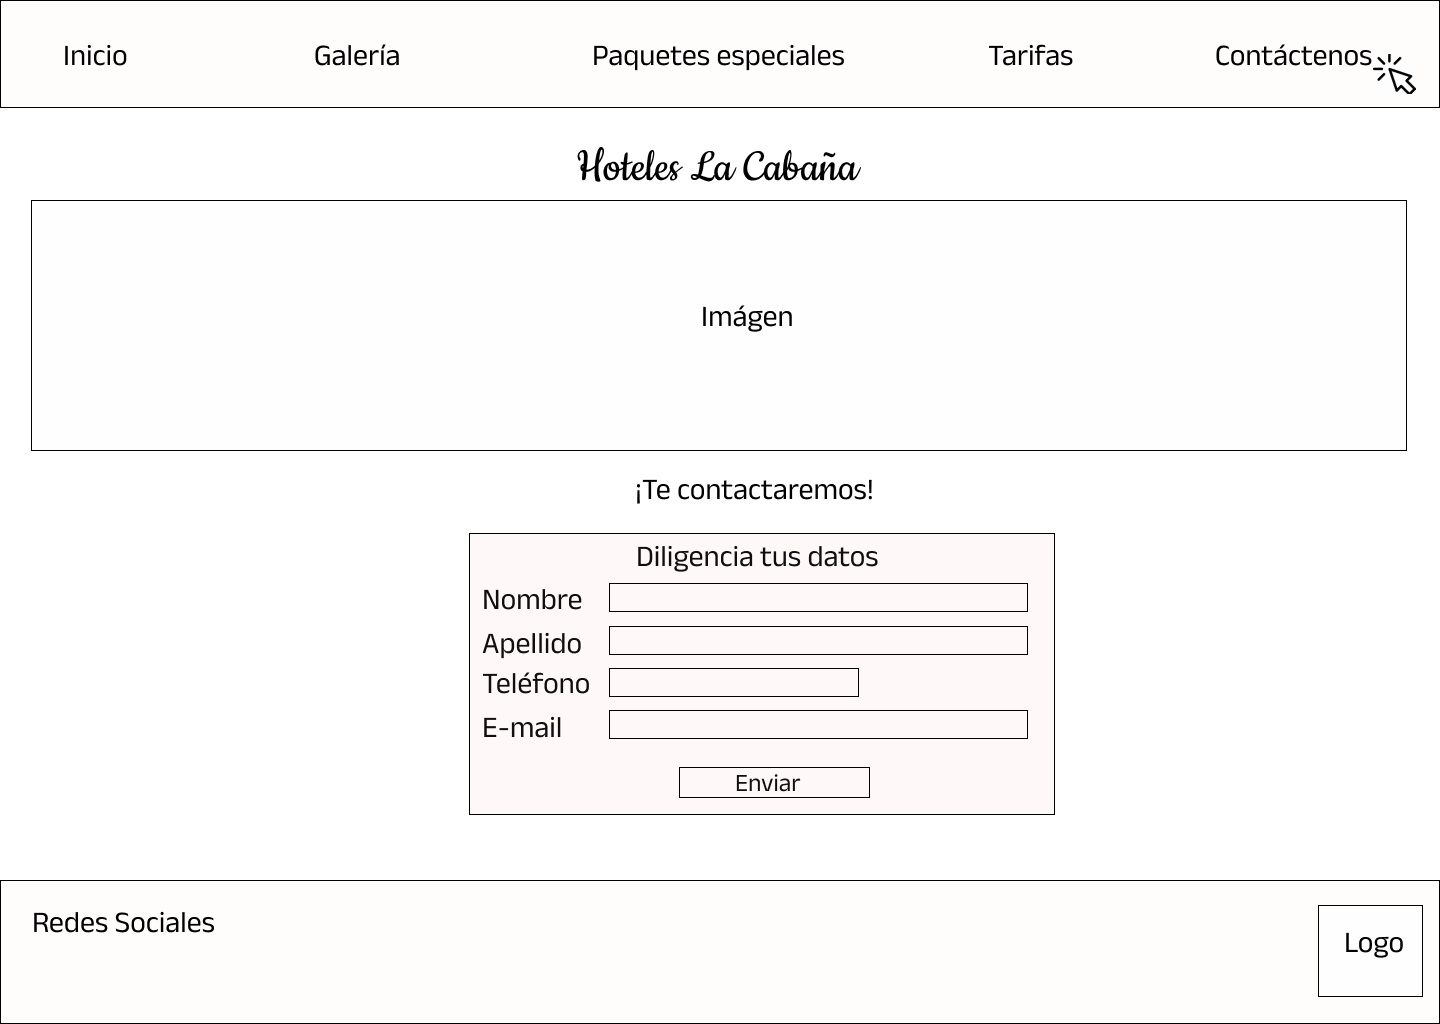 Inicio Galería Paquetes especiales Tarifas Contáctenos
Hoteles La Cabaña
Imágen
¡Te contactaremos!
Diligencia tus datos
Nombre
Apellido
Teléfono
E-mail
Enviar
Redes Sociales
Logo